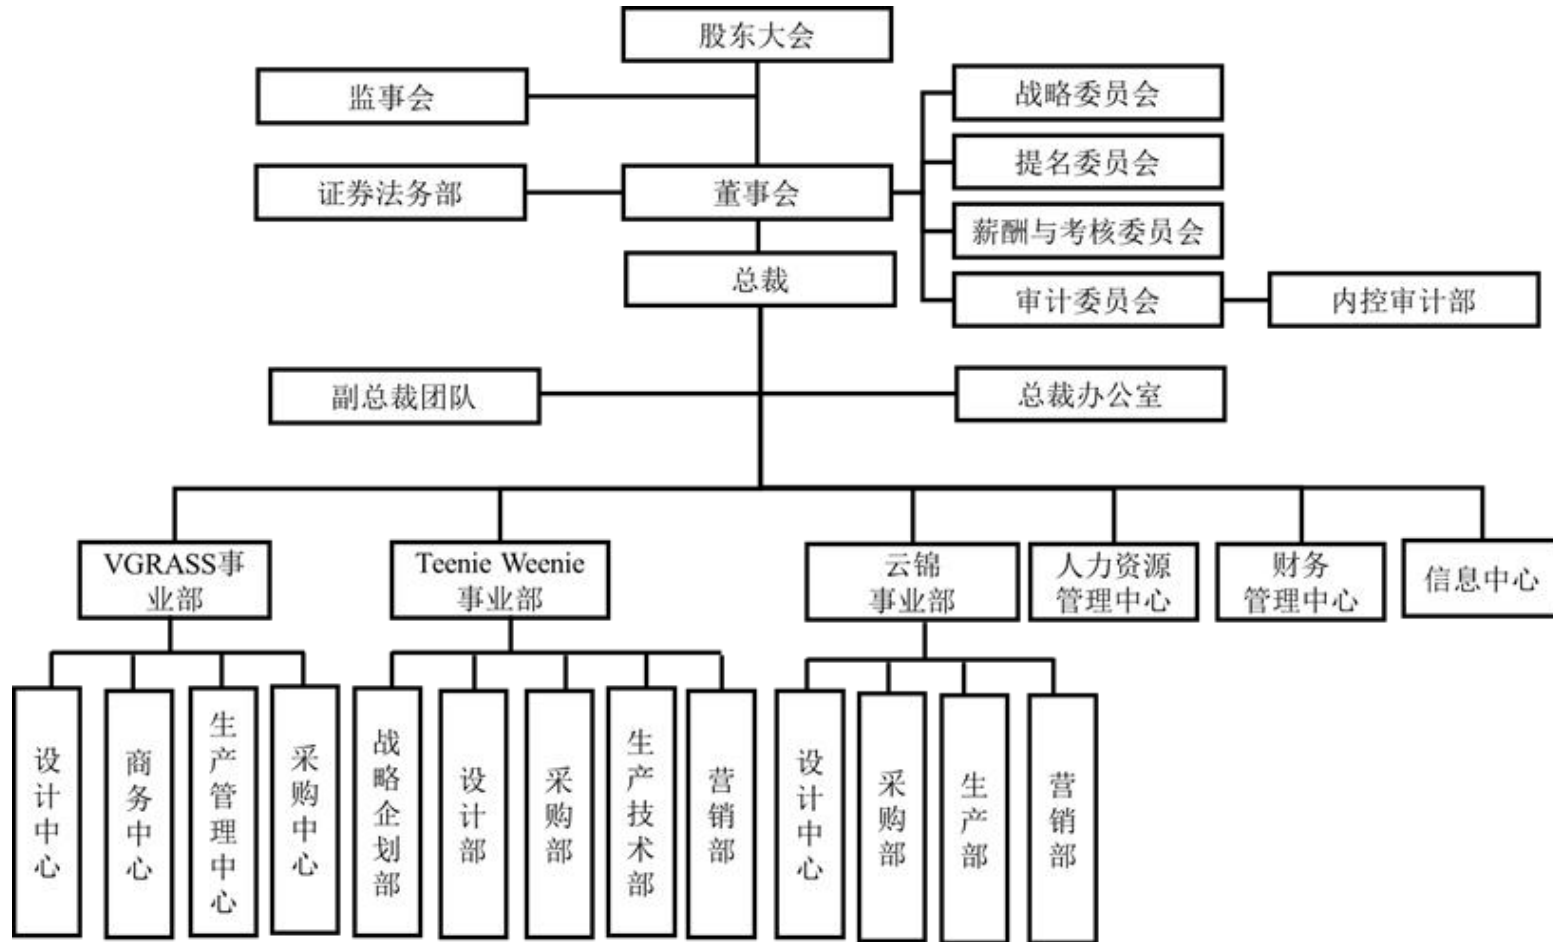 股东大会
监事会
战略委员会
提名委员会
证券法务部
董事会
薪酬与考核委员会
总裁
审计委员会
内控审计部
副总裁团队
总裁办公室
VGRASS事
业部
Teenie Weenie
事业部
云锦
事业部
人力资源
管理中心
财务
管理中心
信息中心
设计中心
商务中心
生产管理中心
采购中心
战略企划部
设计部
采购部
生产技术部
营销部
设计中心
采购部
生产部
营销部